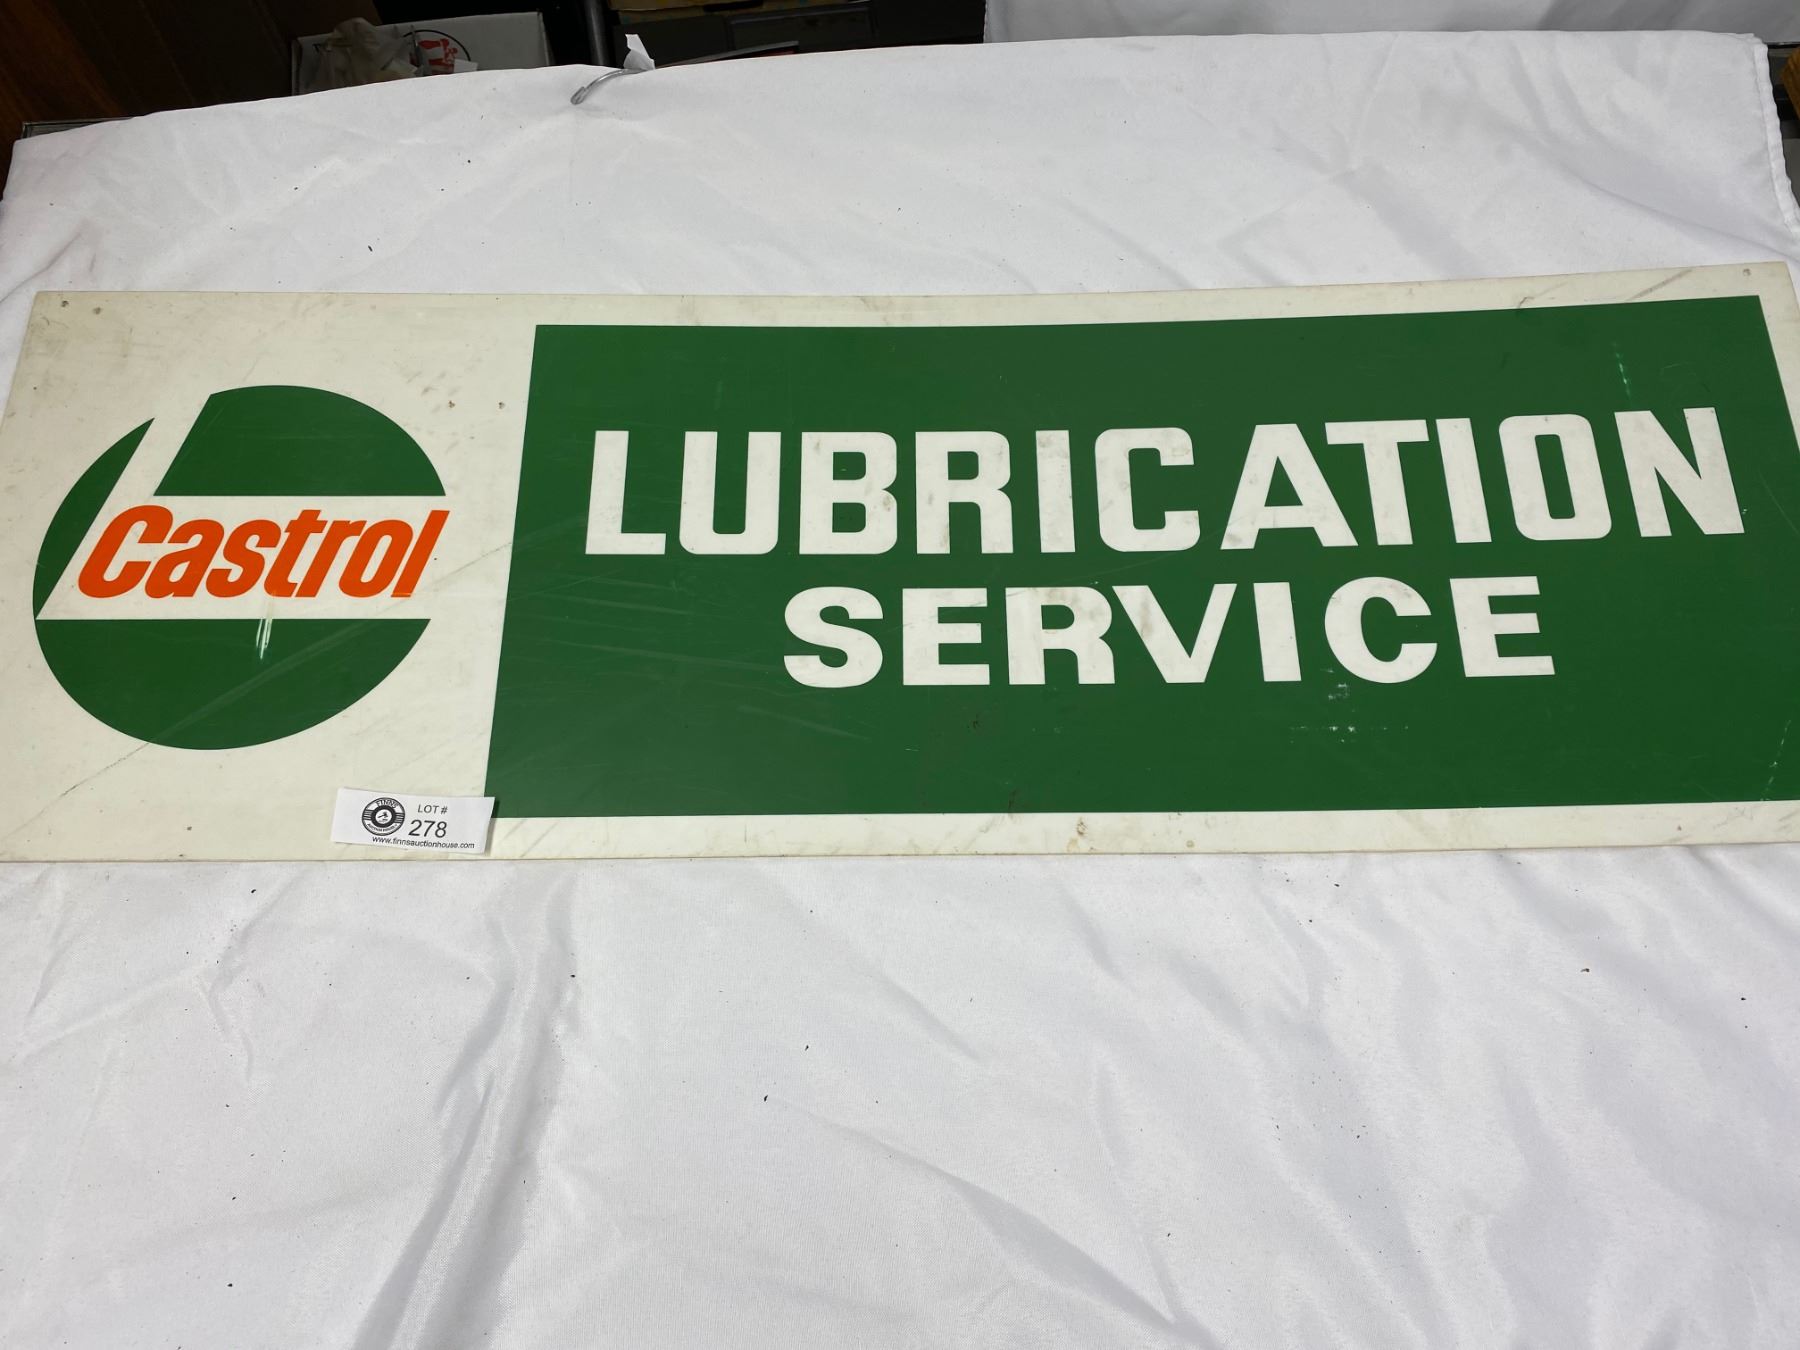 Castrol
LUBRICATION
SERVICE
LOT #
278
www.finnsauctionhouse.com